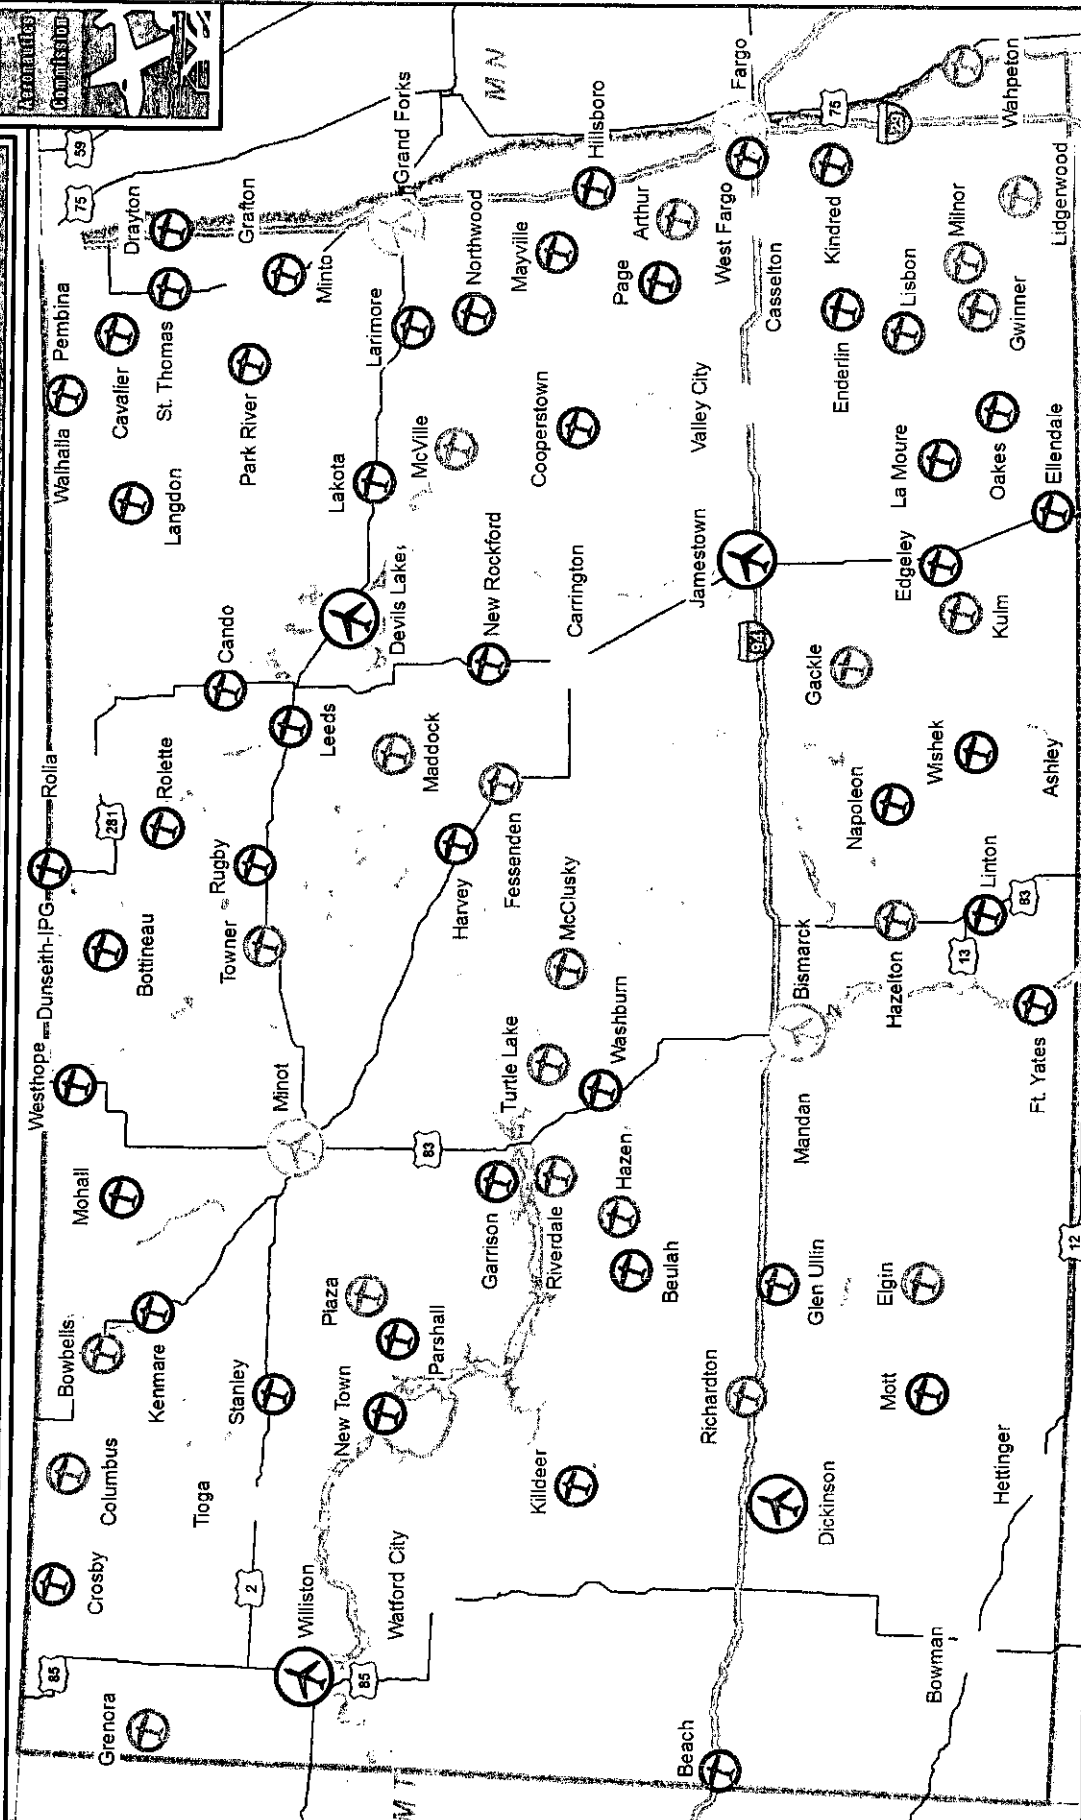 Aeronautics
Commission
Grenora
Crosby
Columbus
Bowbells
Kenmare
Mohall
Westhope
Dunseith-IPG
Rolla
Bottineau
Rolette
Walhalla
Pembina
Langdon
Cavalier
St. Thomas
Drayton
75
59
85
2
281
Tioga
Stanley
Minot
Towner
Rugby
Leeds
Cando
Park River
Grafton
Minto
Williston
New Town
Plaza
Parshall
Devils Lake
Lakota
Larimore
Grand Forks
MT
85
Watford City
83
Maddock
McVille
Northwood
MN
Garrison
Turtle Lake
Harvey
Fessenden
New Rockford
Cooperstown
Mayville
Hillsboro
Killdeer
Riverdale
McClusky
Carrington
Hazen
Washburn
Page
Arthur
Beulah
Beach
Richardton
Dickinson
Glen Ullin
Mandan
Bismarck
94
Jamestown
Valley City
Casselton
West Fargo
Fargo
75
29
Gackle
Enderlin
Kindred
Mott
Elgin
Hazelton
Napoleon
Edgeley
La Moure
Lisbon
Bowman
Hettinger
13
Linton
83
Wishek
Kulm
Oakes
Gwinner
Milnor
Wahpeton
Ft. Yates
Ashley
Ellendale
Lidgerwood
12